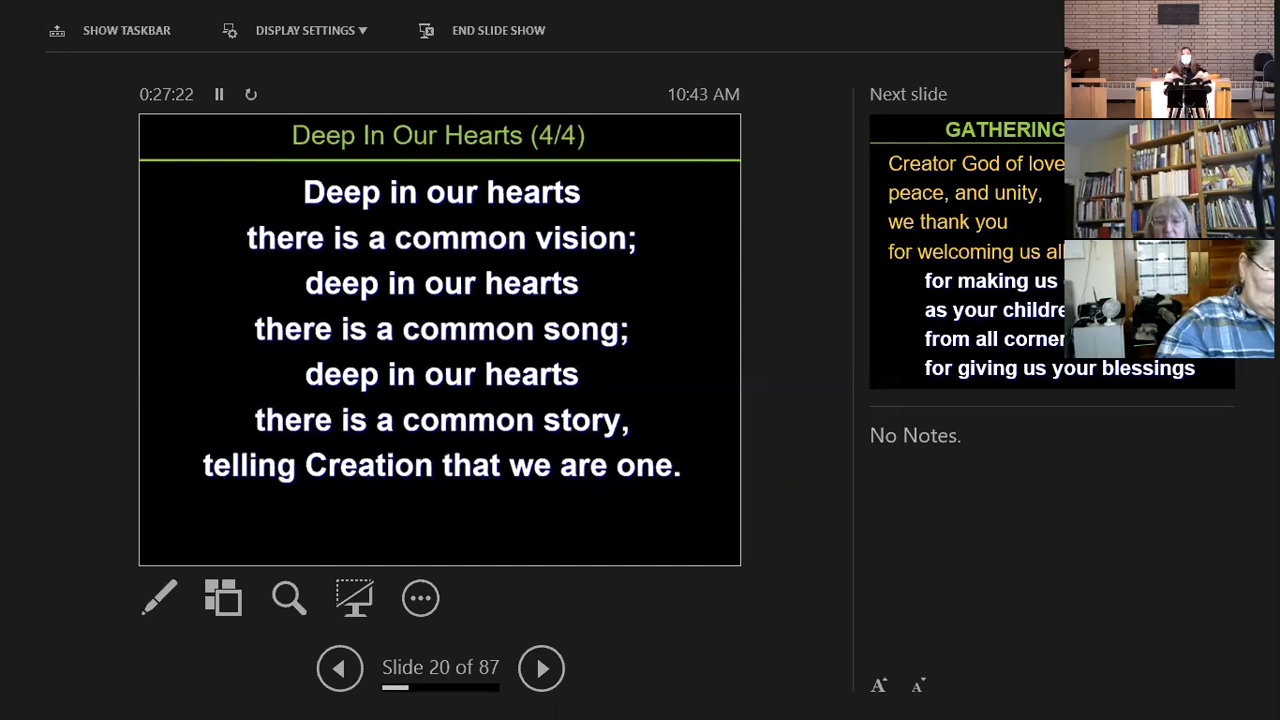 SHOW TASKBAR
DISPLAY SETTINGS ▼
END SLIDE SHOW
0:27:22
10:43 AM
Deep In Our Hearts (4/4)
Deep in our hearts
there is a common vision;
deep in our hearts
there is a common song;
deep in our hearts
there is a common story,
telling Creation that we are one.
Slide 20 of 87
Next slide
GATHERING
Creator God of love
peace, and unity,
we thank you
for welcoming us all
for making us
as your
from all
for giving us your blessings
No Notes.
A A